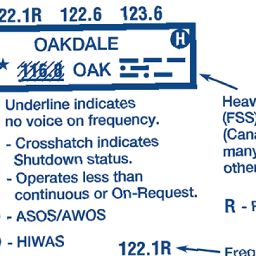 22.1R 122.6 123.6
OAKDALE H
116.8 OAK
Underline indicates
no voice on frequency.
- Crosshatch indicates
Shutdown status.
- Operates less than
continuous or On-Request.
- ASOS/AWOS
- HIWAS
122.1R
Heav
(FSS)
(Cana
many
other
R - F
Freq